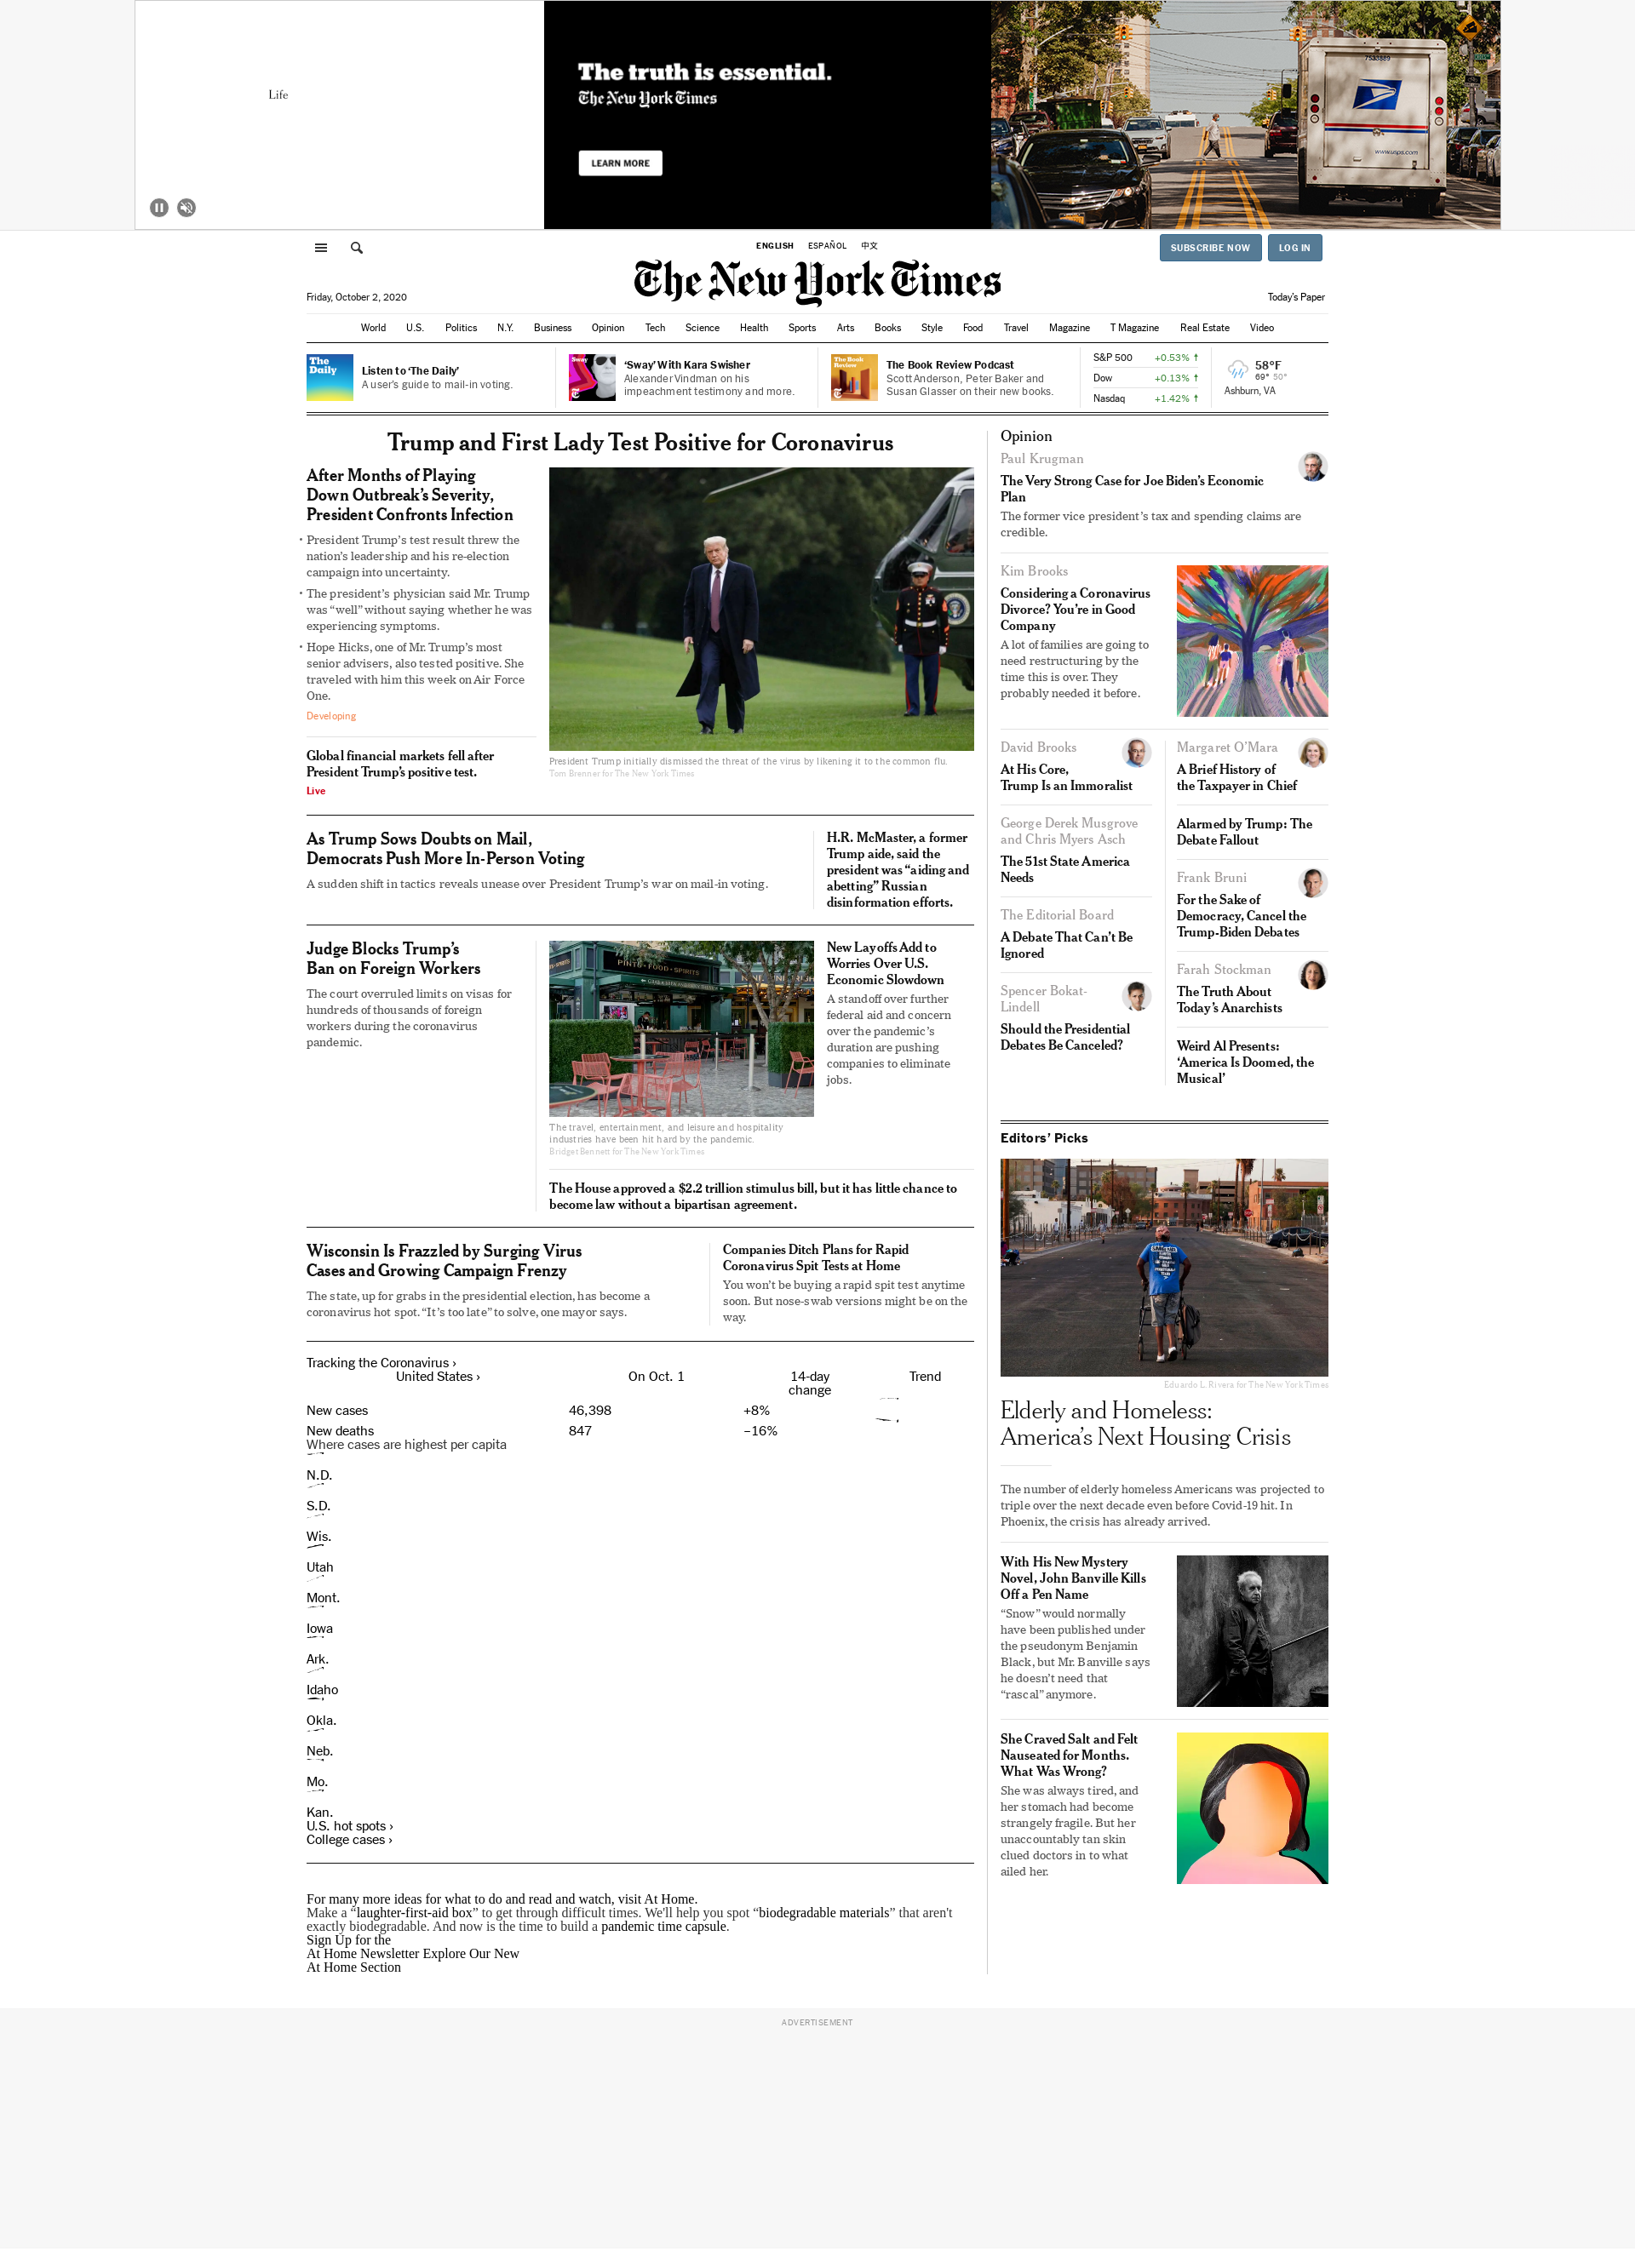 Life
The truth is essential.
The New York Times
LEARN MORE
7533889
www.usps.com
ENGLISH ESPAÑOL 中文
SUBSCRIBE NOW LOG IN
The New York Times
Friday, October 2, 2020
Today's Paper
World U.S. Politics N.Y. Business Opinion Tech Science Health Sports Arts Books Style Food Travel Magazine T Magazine Real Estate Video
The
Daily
Listen to ‘The Daily’
A user's guide to mail-in voting.
Sway
‘Sway’ With Kara Swisher
Alexander Vindman on his
impeachment testimony and more.
The Book
Review
The Book Review Podcast
Scott Anderson, Peter Baker and
Susan Glasser on their new books.
S&P 500 +0.53% ↑
Dow +0.13% ↑
Nasdaq +1.42% ↑
58°F
69° 50°
Ashburn, VA
Trump and First Lady Test Positive for Coronavirus
After Months of Playing
Down Outbreak’s Severity,
President Confronts Infection
• President Trump’s test result threw the
nation’s leadership and his re-election
campaign into uncertainty.
• The president’s physician said Mr. Trump
was “well” without saying whether he was
experiencing symptoms.
• Hope Hicks, one of Mr. Trump’s most
senior advisers, also tested positive. She
traveled with him this week on Air Force
One.
Developing
Global financial markets fell after
President Trump’s positive test.
Live
President Trump initially dismissed the threat of the virus by likening it to the common flu.
Tom Brenner for The New York Times
As Trump Sows Doubts on Mail,
Democrats Push More In-Person Voting
A sudden shift in tactics reveals unease over President Trump’s war on mail-in voting.
H.R. McMaster, a former
Trump aide, said the
president was “aiding and
abetting” Russian
disinformation efforts.
Judge Blocks Trump’s
Ban on Foreign Workers
The court overruled limits on visas for
hundreds of thousands of foreign
workers during the coronavirus
pandemic.
PINTS · FOOD · SPIRITS
The travel, entertainment, and leisure and hospitality
industries have been hit hard by the pandemic.
Bridget Bennett for The New York Times
New Layoffs Add to
Worries Over U.S.
Economic Slowdown
A standoff over further
federal aid and concern
over the pandemic’s
duration are pushing
companies to eliminate
jobs.
The House approved a $2.2 trillion stimulus bill, but it has little chance to
become law without a bipartisan agreement.
Wisconsin Is Frazzled by Surging Virus
Cases and Growing Campaign Frenzy
The state, up for grabs in the presidential election, has become a
coronavirus hot spot. “It’s too late” to solve, one mayor says.
Companies Ditch Plans for Rapid
Coronavirus Spit Tests at Home
You won’t be buying a rapid spit test anytime
soon. But nose-swab versions might be on the
way.
Tracking the Coronavirus ›
United States › On Oct. 1 14-day Trend
change
New cases 46,398 +8%
New deaths 847 −16%
Where cases are highest per capita
N.D.
S.D.
Wis.
Utah
Mont.
Iowa
Ark.
Idaho
Okla.
Neb.
Mo.
Kan.
U.S. hot spots ›
College cases ›
For many more ideas for what to do and read and watch, visit At Home.
Make a “laughter-first-aid box” to get through difficult times. We'll help you spot “biodegradable materials” that aren't
exactly biodegradable. And now is the time to build a pandemic time capsule.
Sign Up for the
At Home Newsletter Explore Our New
At Home Section
Opinion
Paul Krugman
The Very Strong Case for Joe Biden’s Economic
Plan
The former vice president’s tax and spending claims are
credible.
Kim Brooks
Considering a Coronavirus
Divorce? You’re in Good
Company
A lot of families are going to
need restructuring by the
time this is over. They
probably needed it before.
David Brooks
At His Core,
Trump Is an Immoralist
George Derek Musgrove
and Chris Myers Asch
The 51st State America
Needs
The Editorial Board
A Debate That Can’t Be
Ignored
Spencer Bokat-
Lindell
Should the Presidential
Debates Be Canceled?
Margaret O’Mara
A Brief History of
the Taxpayer in Chief
Alarmed by Trump: The
Debate Fallout
Frank Bruni
For the Sake of
Democracy, Cancel the
Trump-Biden Debates
Farah Stockman
The Truth About
Today’s Anarchists
Weird Al Presents:
‘America Is Doomed, the
Musical’
Editors’ Picks
Eduardo L. Rivera for The New York Times
Elderly and Homeless:
America’s Next Housing Crisis
The number of elderly homeless Americans was projected to
triple over the next decade even before Covid-19 hit. In
Phoenix, the crisis has already arrived.
With His New Mystery
Novel, John Banville Kills
Off a Pen Name
“Snow” would normally
have been published under
the pseudonym Benjamin
Black, but Mr. Banville says
he doesn’t need that
“rascal” anymore.
She Craved Salt and Felt
Nauseated for Months.
What Was Wrong?
She was always tired, and
her stomach had become
strangely fragile. But her
unaccountably tan skin
clued doctors in to what
ailed her.
ADVERTISEMENT